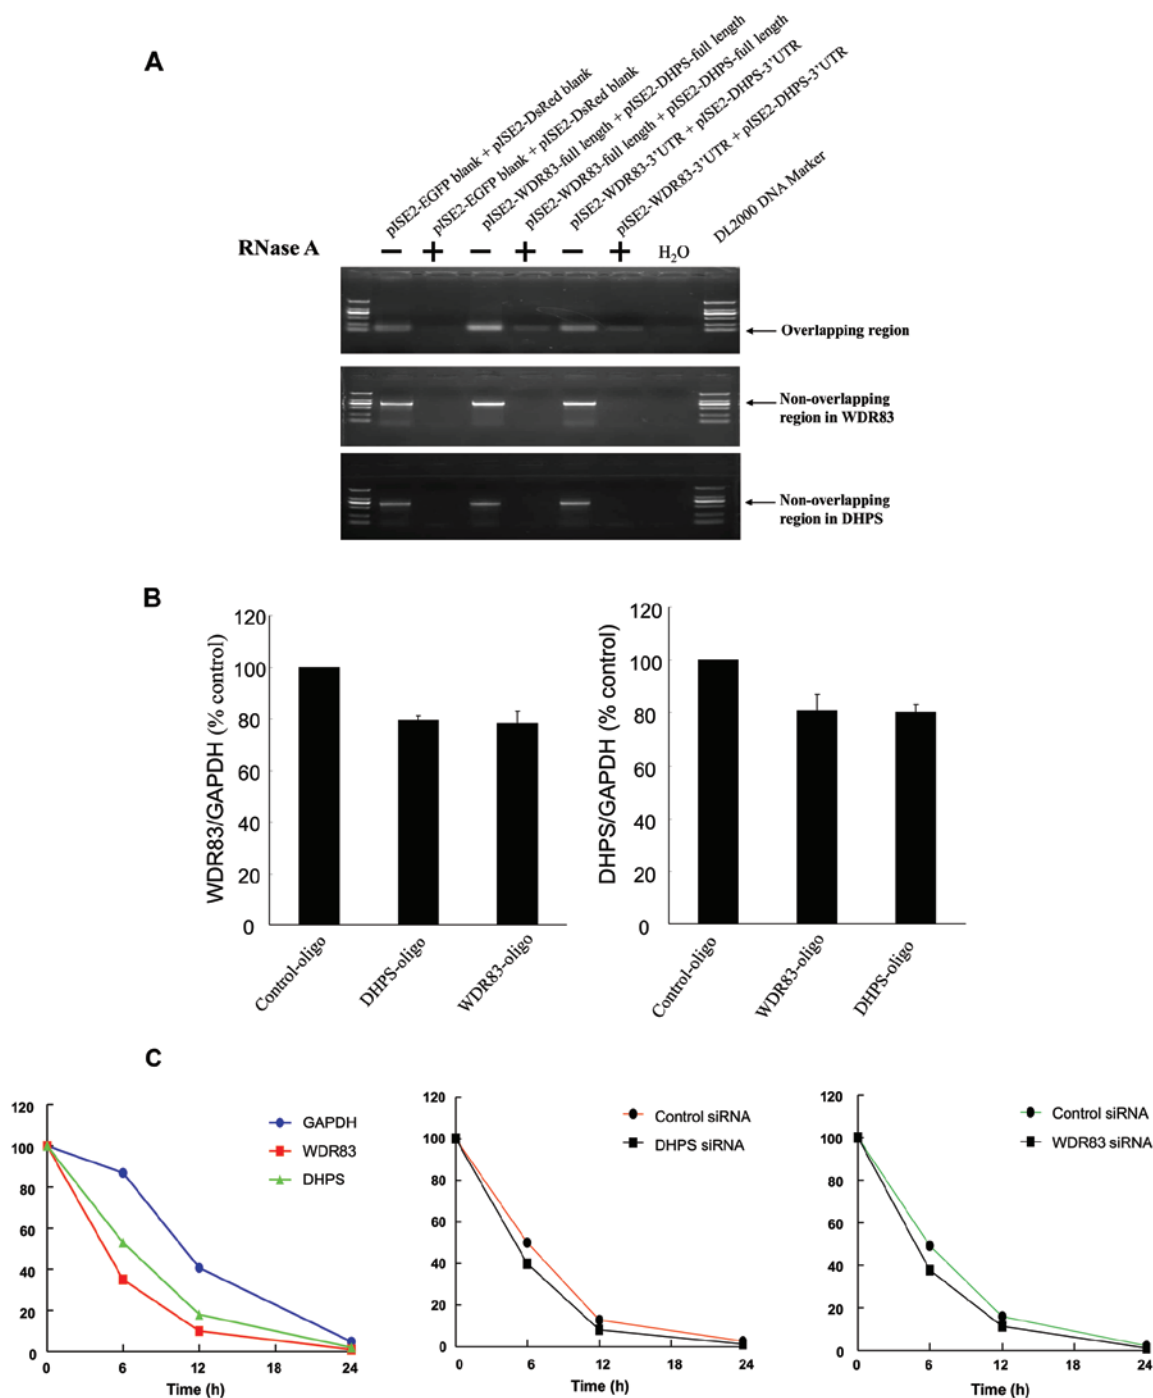 A
pISE2-EGFP blank + pISE2-DsRed blank
pISE2-EGFP blank + pISE2-DsRed blank
pISE2-WDR83-full length + pISE2-DHPS-full length
pISE2-WDR83-full length + pISE2-DHPS-full length
pISE2-WDR83-3'UTR + pISE2-DHPS-3'UTR
pISE2-WDR83-3'UTR + pISE2-DHPS-3'UTR
DL2000 DNA Marker
RNase A − + − + − + H₂O
Overlapping region
Non-overlapping
region in WDR83
Non-overlapping
region in DHPS
B
WDR83/GAPDH (% control)
120
100
80
60
40
20
0
Control-oligo
DHPS-oligo
WDR83-oligo
DHPS/GAPDH (% control)
120
100
80
60
40
20
0
Control-oligo
WDR83-oligo
DHPS-oligo
C
120
100
80
60
40
20
0
0 6 12 18 24
Time (h)
GAPDH
WDR83
DHPS
120
100
80
60
40
20
0
0 6 12 18 24
Time (h)
Control siRNA
DHPS siRNA
120
100
80
60
40
20
0
0 6 12 18 24
Time (h)
Control siRNA
WDR83 siRNA